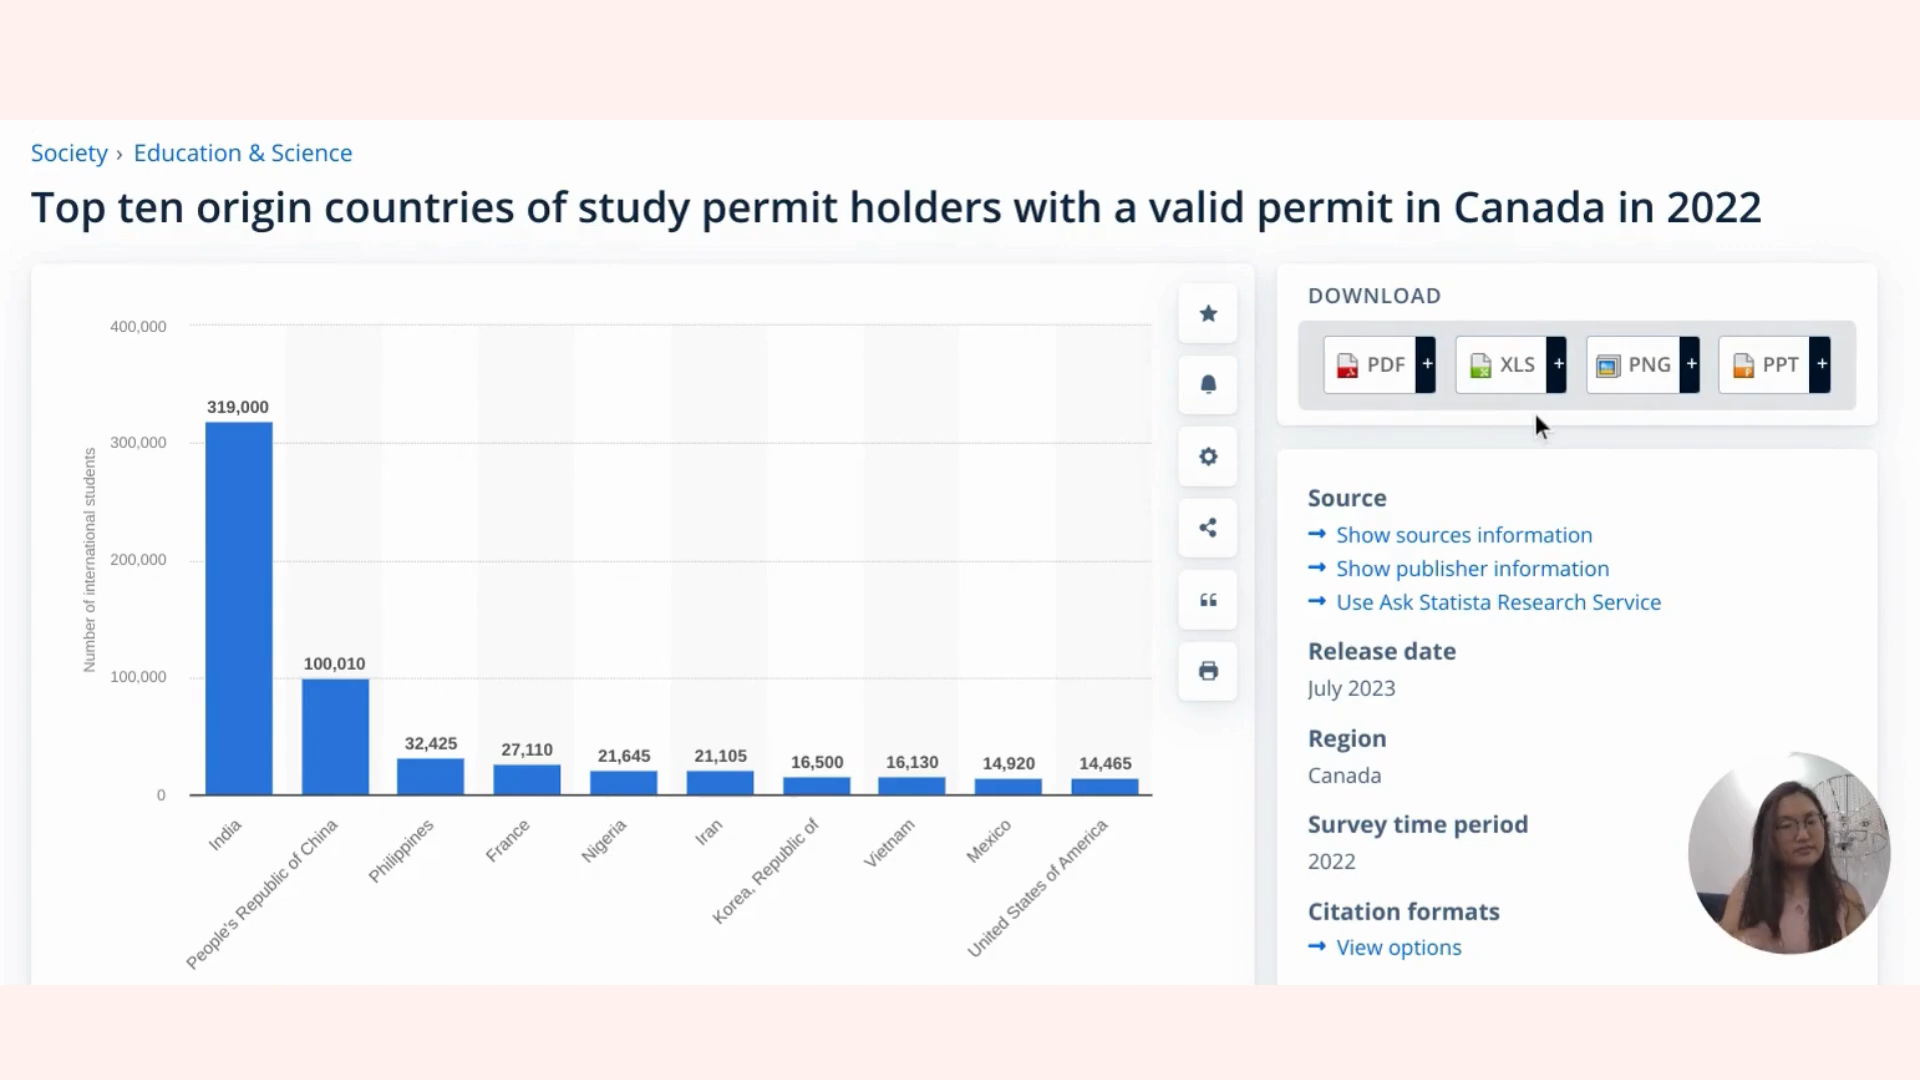 Society › Education & Science
Top ten origin countries of study permit holders with a valid permit in Canada in 2022
Number of international students
400,000
300,000
200,000
100,000
0
319,000
100,010
32,425
27,110
21,645
21,105
16,500
16,130
14,920
14,465
India
People's Republic of China
Philippines
France
Nigeria
Iran
Korea, Republic of
Vietnam
Mexico
United States of America
DOWNLOAD
PDF + XLS + PNG + PPT +
Source
→ Show sources information
→ Show publisher information
→ Use Ask Statista Research Service
Release date
July 2023
Region
Canada
Survey time period
2022
Citation formats
→ View options